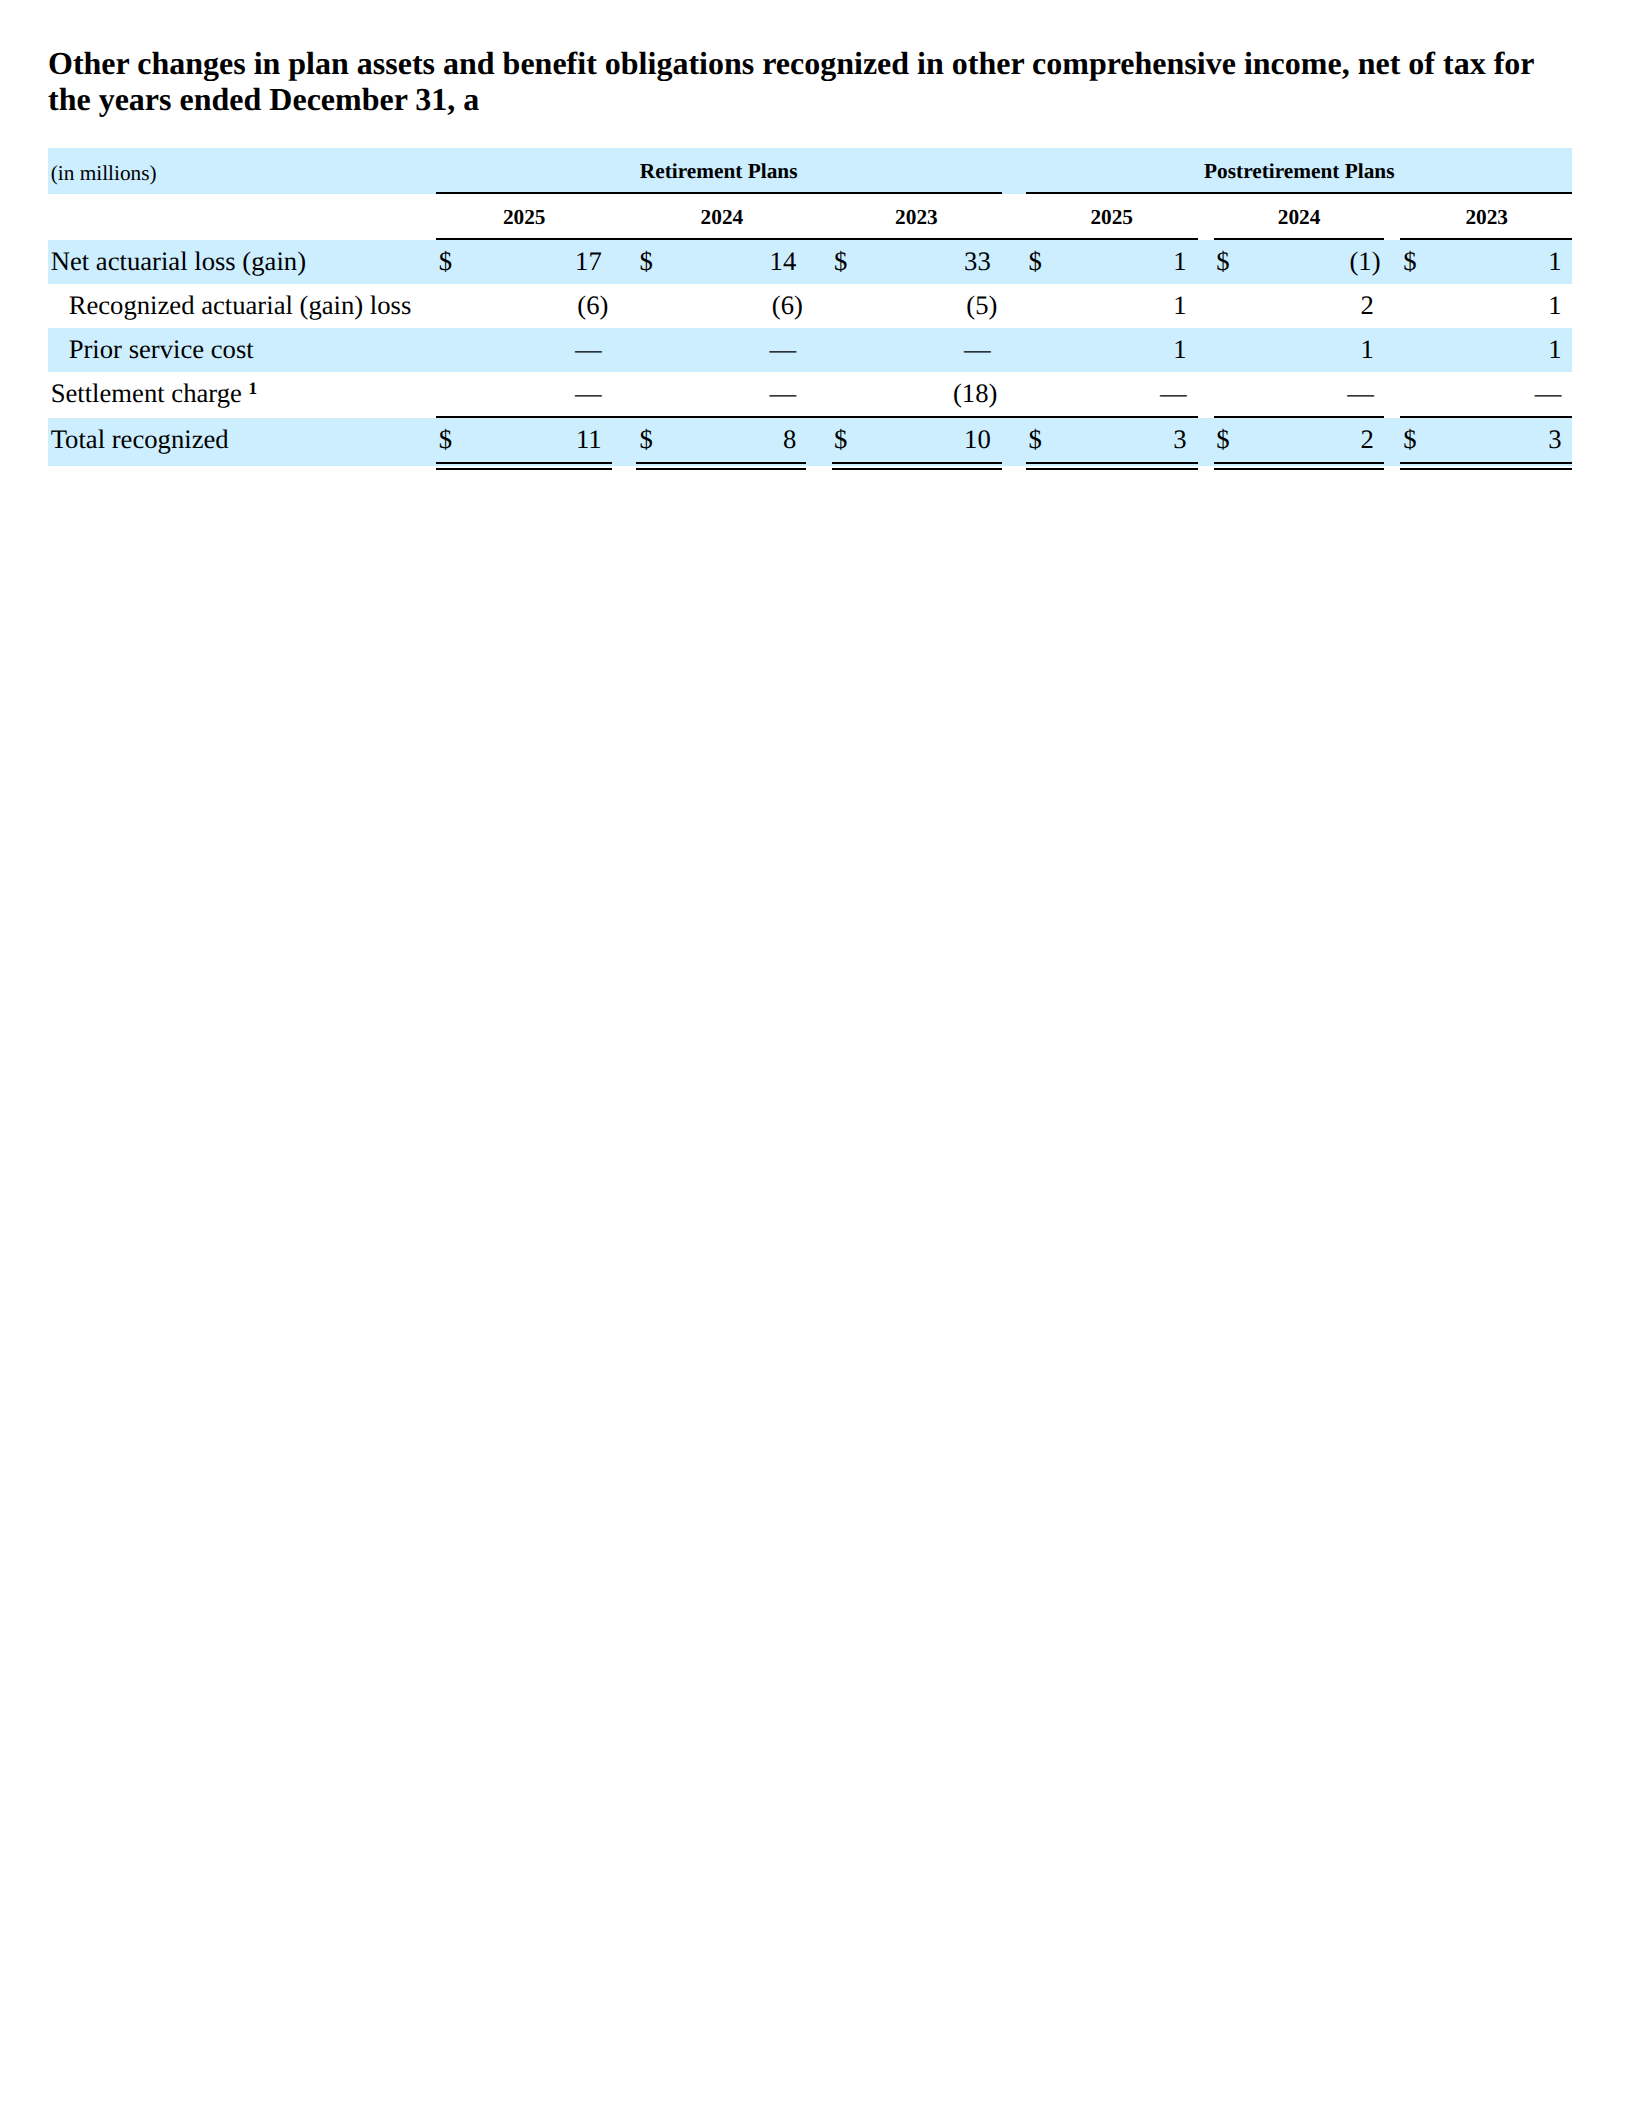 Other changes in plan assets and benefit obligations recognized in other comprehensive income, net of tax for
the years ended December 31, a
(in millions) Retirement Plans Postretirement Plans
2025 2024 2023 2025 2024 2023
Net actuarial loss (gain) $ 17 $ 14 $ 33 $ 1 $ (1) $ 1
Recognized actuarial (gain) loss (6) (6) (5) 1 2 1
Prior service cost — — — 1 1 1
Settlement charge ¹ — — (18) — — —
Total recognized $ 11 $ 8 $ 10 $ 3 $ 2 $ 3